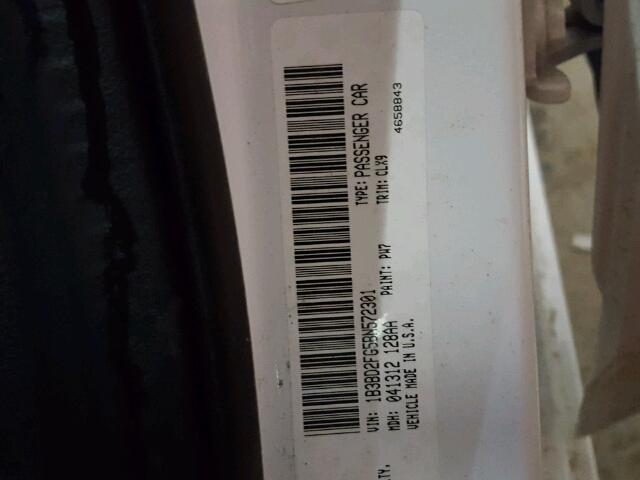 VIN: 1B3BD2FG5BN572301 TYPE: PASSENGER CAR
MDH: 041312 128AA PAINT: PW7 TRIM: CLX9
VEHICLE MADE IN U.S.A. 4658843